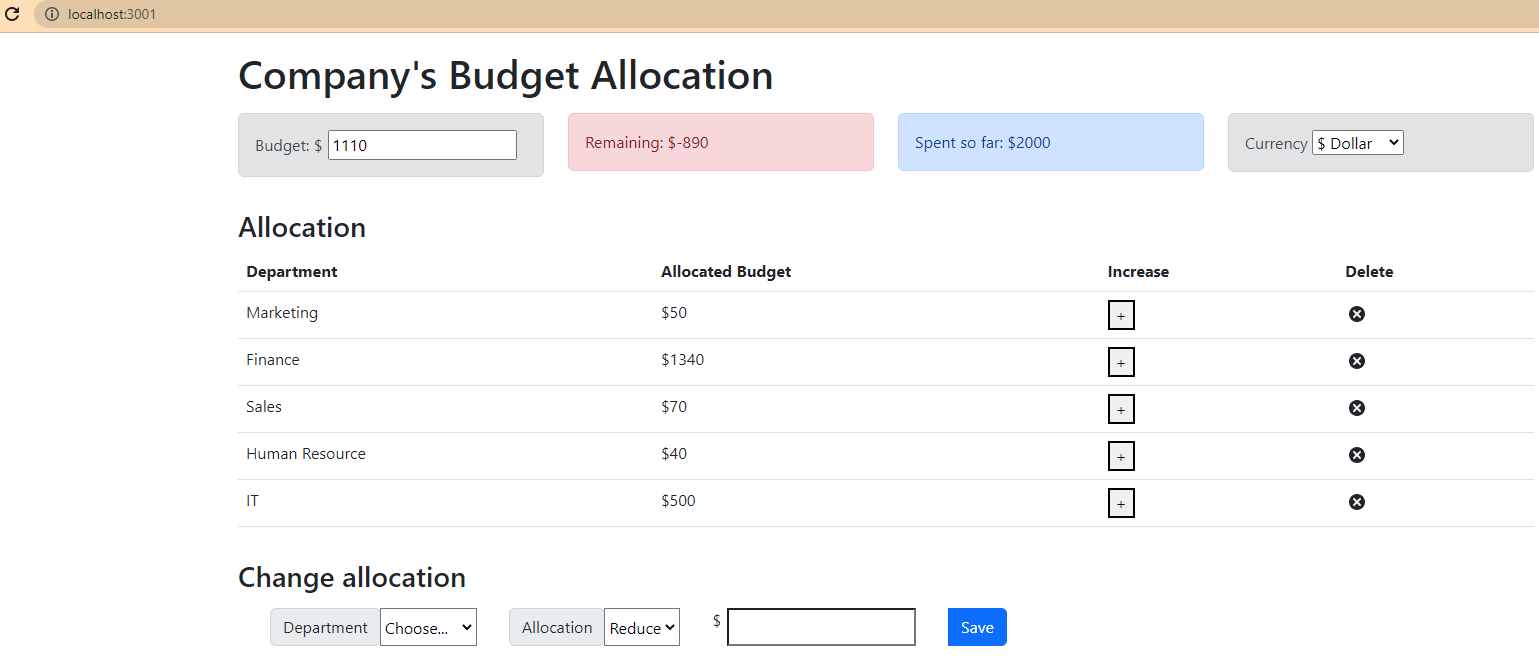 localhost:3001
Company's Budget Allocation
Budget: $ 1110
Remaining: $-890
Spent so far: $2000
Currency $ Dollar
Allocation
Department Allocated Budget Increase Delete
Marketing $50 +
Finance $1340 +
Sales $70 +
Human Resource $40 +
IT $500 +
Change allocation
Department Choose... Allocation Reduce $ Save